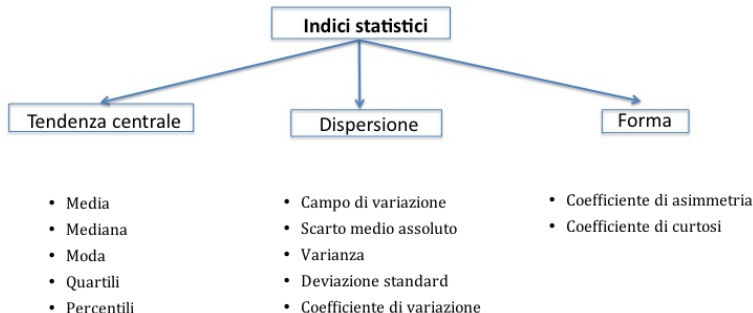 Indici statistici
Tendenza centrale
Dispersione
Forma
• Media
• Mediana
• Moda
• Quartili
• Percentili
• Campo di variazione
• Scarto medio assoluto
• Varianza
• Deviazione standard
• Coefficiente di variazione
• Coefficiente di asimmetria
• Coefficiente di curtosi